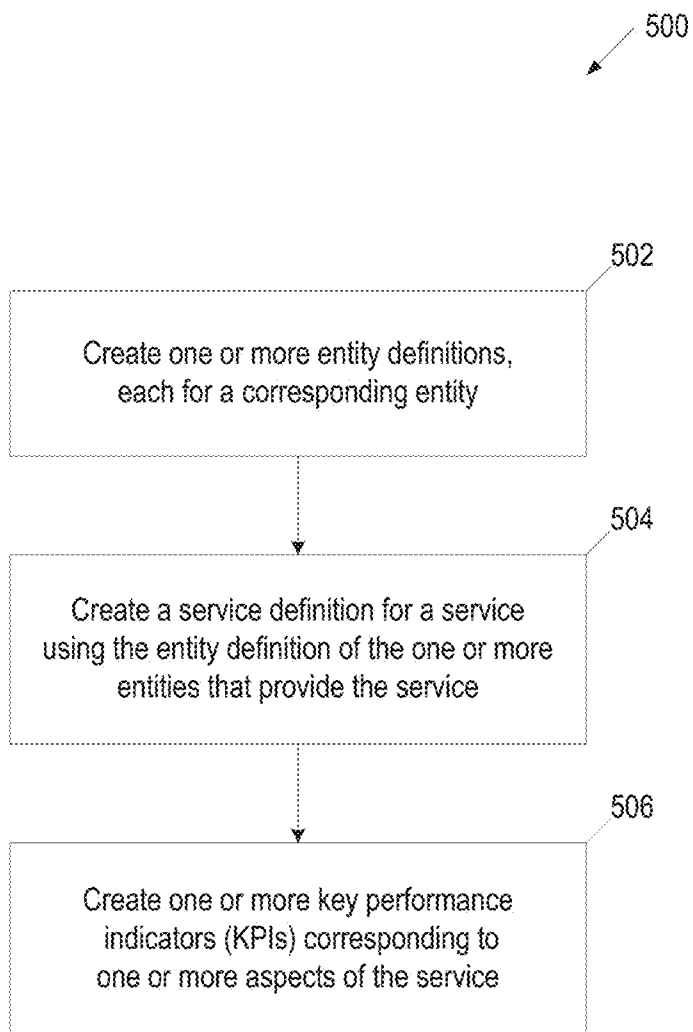 500
502
Create one or more entity definitions,
each for a corresponding entity
504
Create a service definition for a service
using the entity definition of the one or more
entities that provide the service
506
Create one or more key performance
indicators (KPIs) corresponding to
one or more aspects of the service